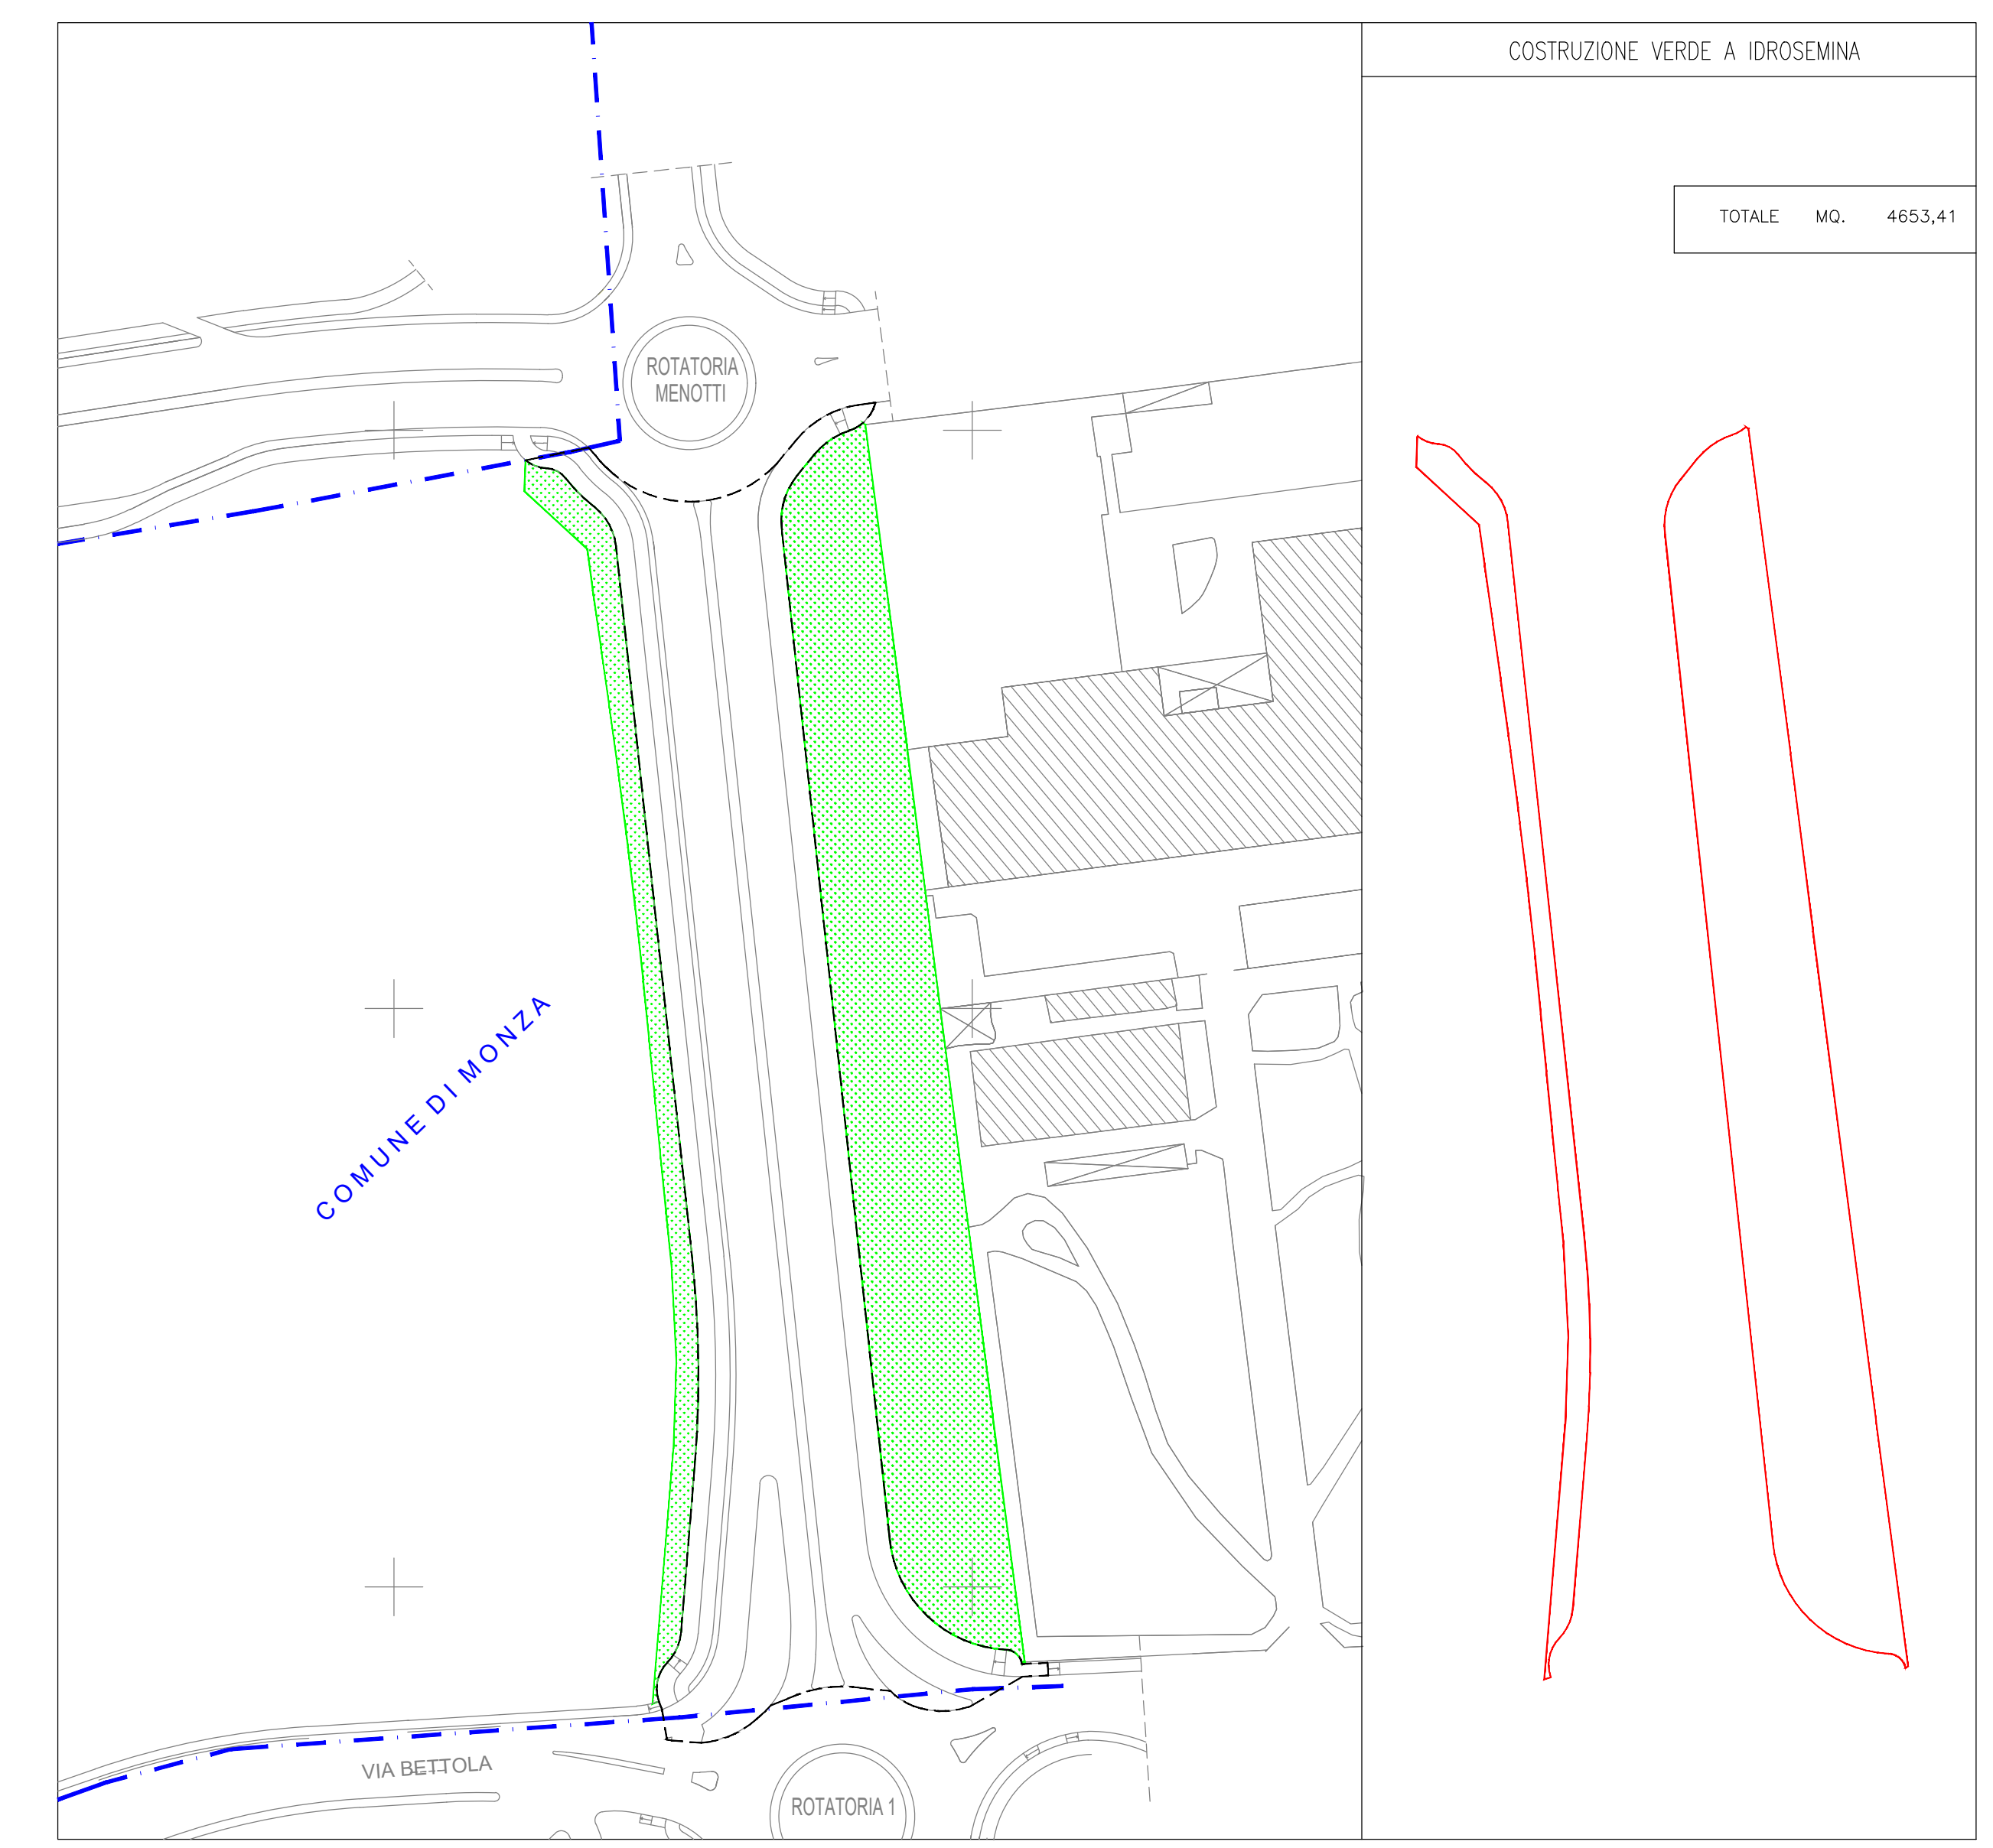 COSTRUZIONE VERDE A IDROSEMINA
TOTALE MQ. 4653,41
ROTATORIA
MENOTTI
COMUNE DI MONZA
VIA BETTOLA
ROTATORIA 1